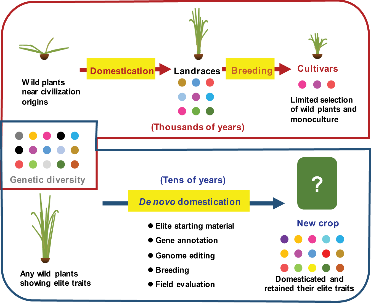 Domestication
Landraces
Breeding
Cultivars
Wild plants
near civilization
origins
Limited selection
of wild plants and
monoculture
(Thousands of years)
Genetic diversity
(Tens of years)
De novo domestication
?
Any wild plants
showing elite traits
Elite starting material
Gene annotation
Genome editing
Breeding
Field evaluation
New crop
Domesticated and
retained their elite traits